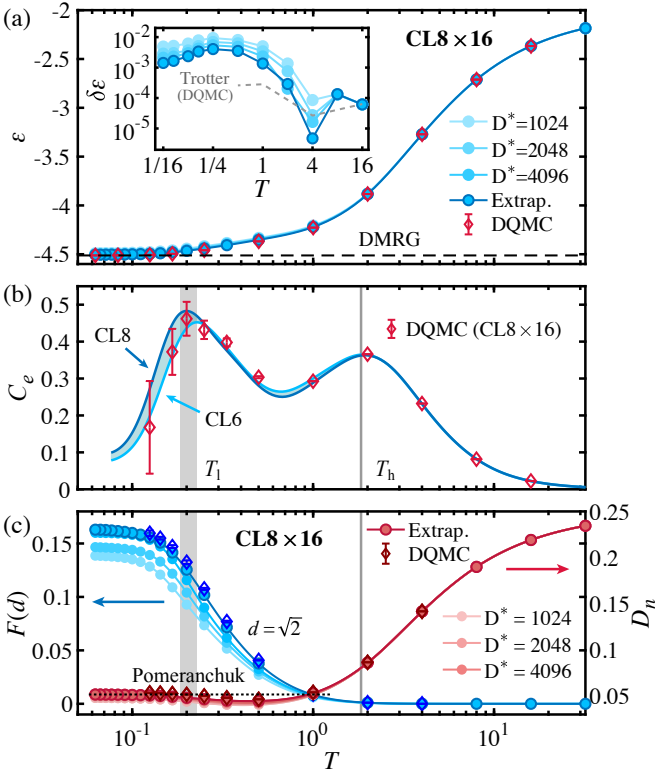 (a)
CL8×16
-2
-2.5
-3
-3.5
-4
-4.5
ε
10⁻²
10⁻³
10⁻⁴
10⁻⁵
δε
Trotter
(DQMC)
1/16
1/4
1
4
16
T
D*=1024
D*=2048
D*=4096
Extrap.
DQMC
DMRG
(b)
0.5
0.4
0.3
0.2
0.1
0
C_e
CL8
CL6
DQMC (CL8×16)
T_l
T_h
(c)
CL8×16
0.15
0.1
0.05
0
F(d)
Extrap.
DQMC
d=√2
Pomeranchuk
D* = 1024
D* = 2048
D* = 4096
0.25
0.2
0.15
0.1
0.05
D_n
10⁻¹
10⁰
10¹
T